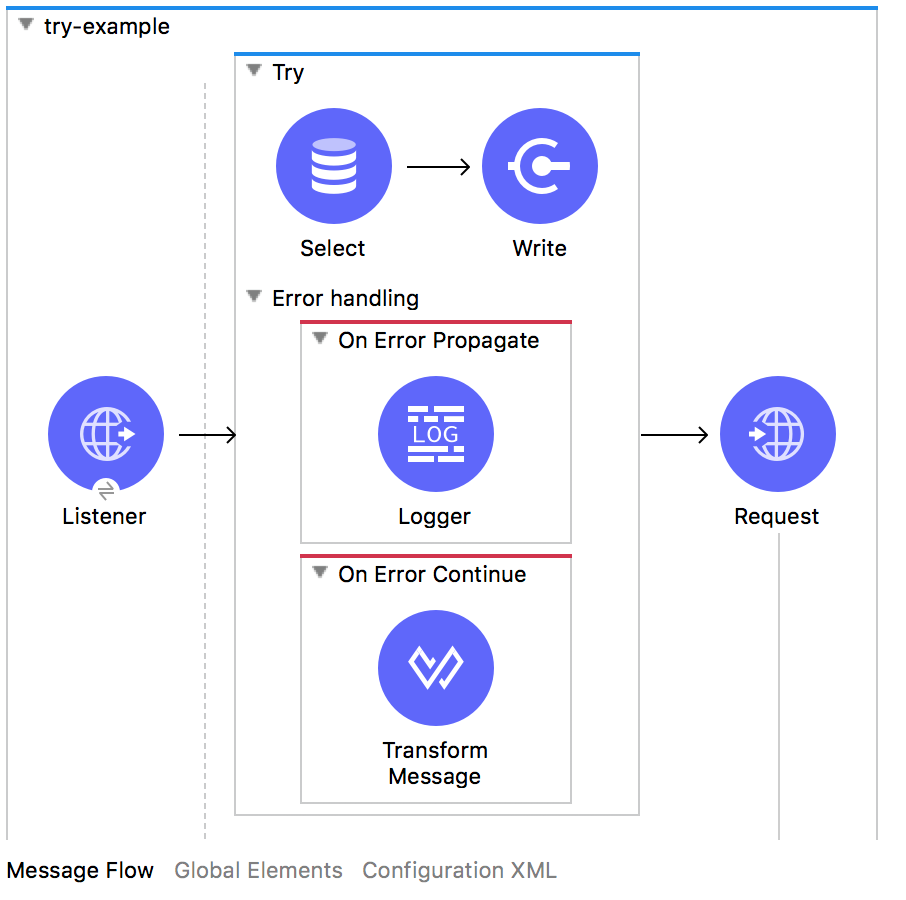 try-example
Try
Select
Write
Error handling
On Error Propagate
LOG
Logger
Listener
Request
On Error Continue
Transform
Message
Message Flow Global Elements Configuration XML